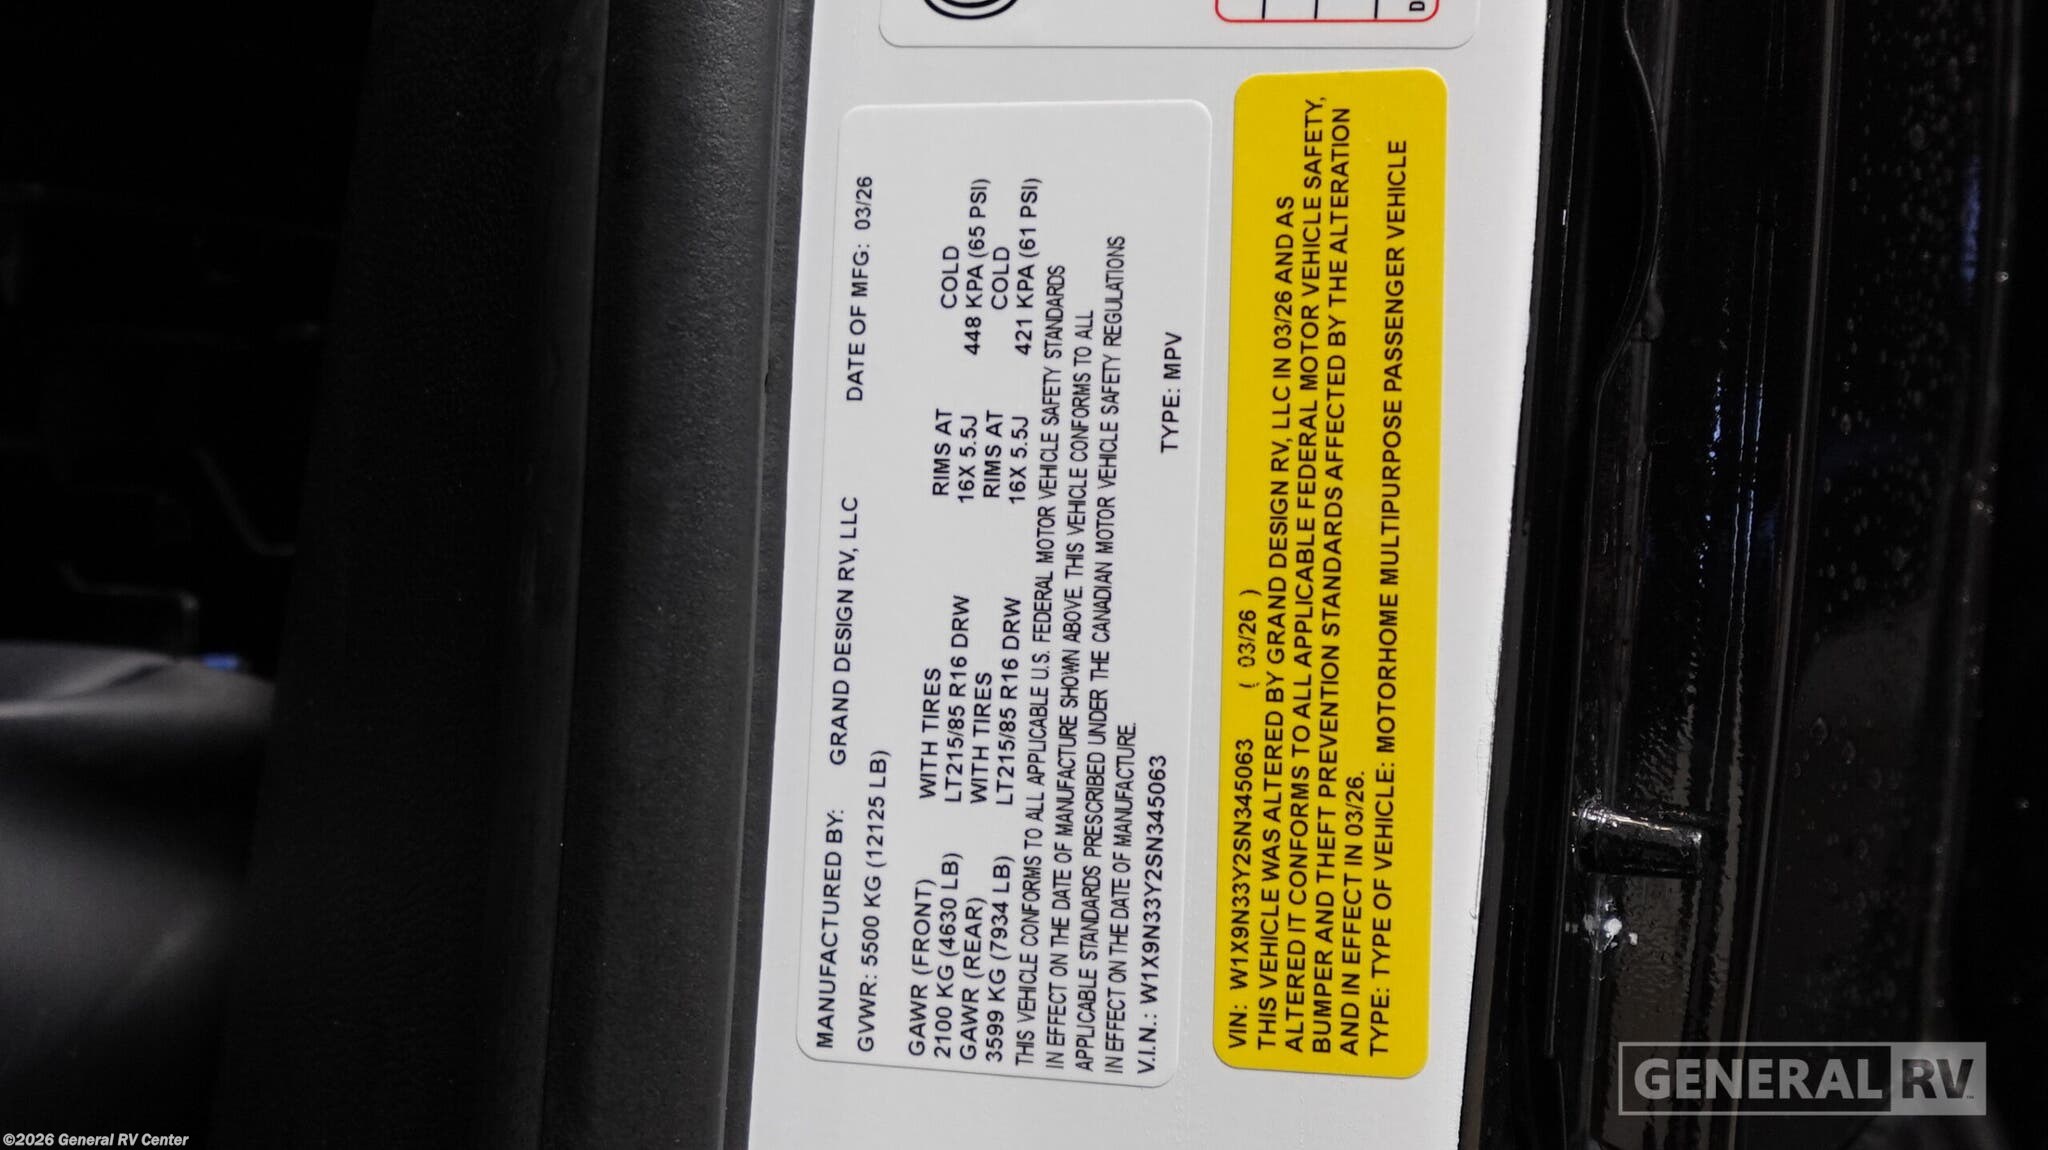 MANUFACTURED BY: GRAND DESIGN RV, LLC DATE OF MFG: 03/26
GVWR: 5500 KG (12125 LB)
GAWR (FRONT) WITH TIRES RIMS AT COLD
2100 KG (4630 LB) LT215/85 R16 DRW 16X 5.5J 448 KPA (65 PSI)
GAWR (REAR) WITH TIRES RIMS AT COLD
3599 KG (7934 LB) LT215/85 R16 DRW 16X 5.5J 421 KPA (61 PSI)
THIS VEHICLE CONFORMS TO ALL APPLICABLE U.S. FEDERAL MOTOR VEHICLE SAFETY STANDARDS
IN EFFECT ON THE DATE OF MANUFACTURE SHOWN ABOVE. THIS VEHICLE CONFORMS TO ALL
APPLICABLE STANDARDS PRESCRIBED UNDER THE CANADIAN MOTOR VEHICLE SAFETY REGULATIONS
IN EFFECT ON THE DATE OF MANUFACTURE.
V.I.N.: W1X9N33Y2SN345063 TYPE: MPV
VIN: W1X9N33Y2SN345063 ( 03/26 )
THIS VEHICLE WAS ALTERED BY GRAND DESIGN RV, LLC IN 03/26 AND AS
ALTERED IT CONFORMS TO ALL APPLICABLE FEDERAL MOTOR VEHICLE SAFETY,
BUMPER AND THEFT PREVENTION STANDARDS AFFECTED BY THE ALTERATION
AND IN EFFECT IN 03/26.
TYPE: TYPE OF VEHICLE: MOTORHOME MULTIPURPOSE PASSENGER VEHICLE
GENERAL RV
©2026 General RV Center